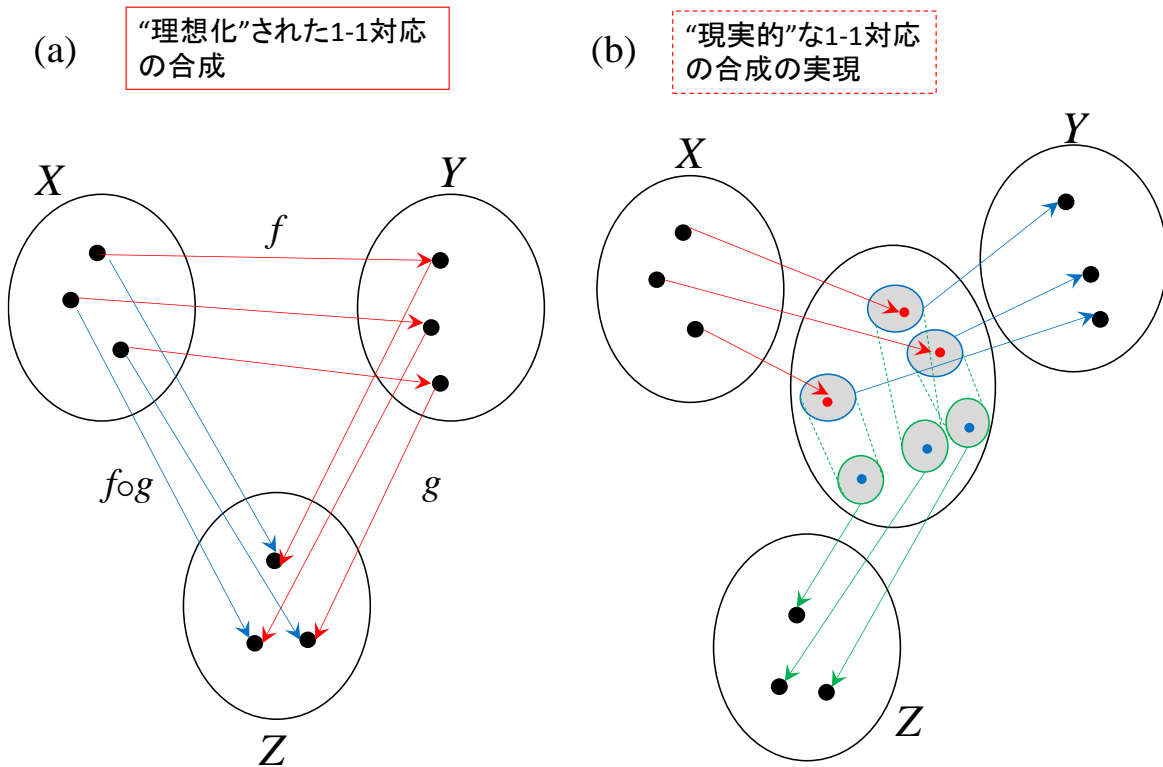 (a)
“理想化”された1-1対応
の合成
X
Y
f
f○g
g
Z
(b)
“現実的”な1-1対応
の合成の実現
X
Y
Z